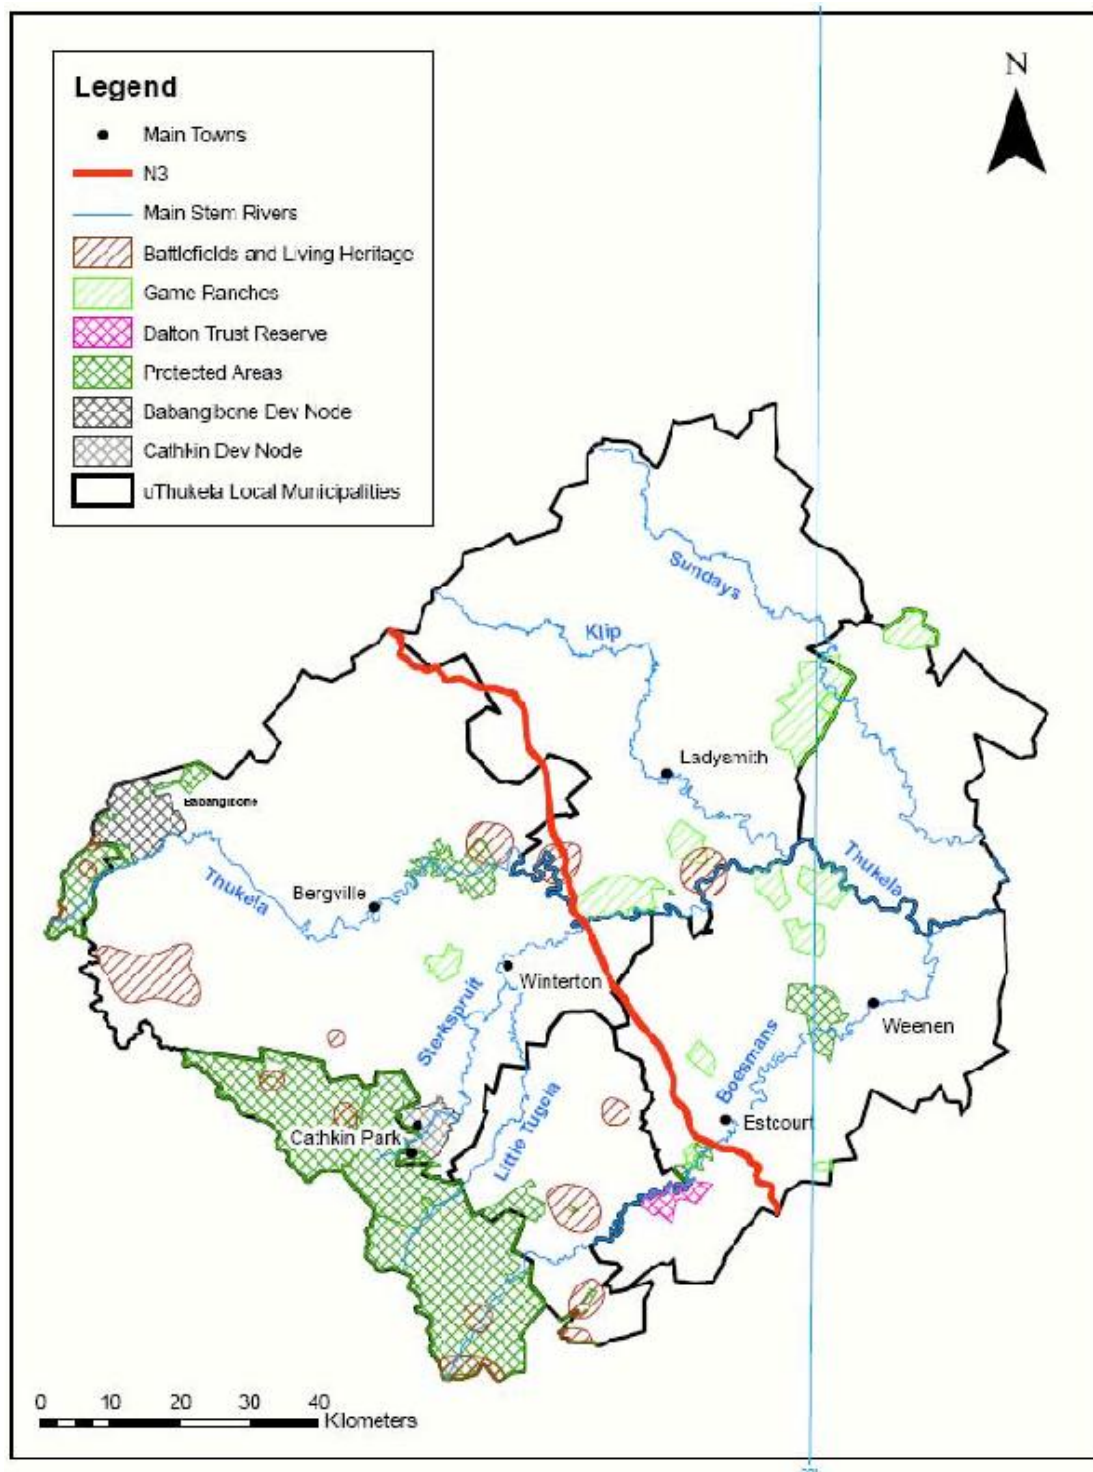 N
Legend
Main Towns
N3
Main Stem Rivers
Battlefields and Living Heritage
Game Ranches
Dalton Trust Reserve
Protected Areas
Babangibone Dev Node
Cathkin Dev Node
uThukela Local Municipalities
Sundays
Klip
Ladysmith
Babangibone
Thukela
Bergville
Thukela
Winterton
Sterkspruit
Weenen
Boesmans
Estcourt
Little Tugela
Cathkin Park
0 10 20 30 40
Kilometers